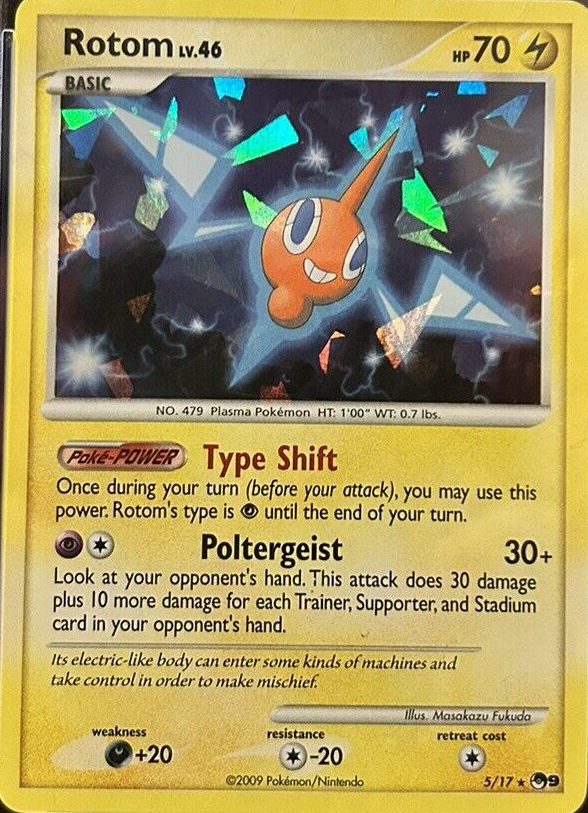 Rotom LV.46 HP 70
BASIC
NO. 479 Plasma Pokémon HT: 1'00" WT: 0.7 lbs.
Poké-POWER Type Shift
Once during your turn (before your attack), you may use this
power. Rotom's type is until the end of your turn.
Poltergeist 30+
Look at your opponent's hand. This attack does 30 damage
plus 10 more damage for each Trainer, Supporter, and Stadium
card in your opponent's hand.
Its electric-like body can enter some kinds of machines and
take control in order to make mischief.
Illus. Masakazu Fukuda
weakness resistance retreat cost
+20 -20
©2009 Pokémon/Nintendo 5/17 ★ 9